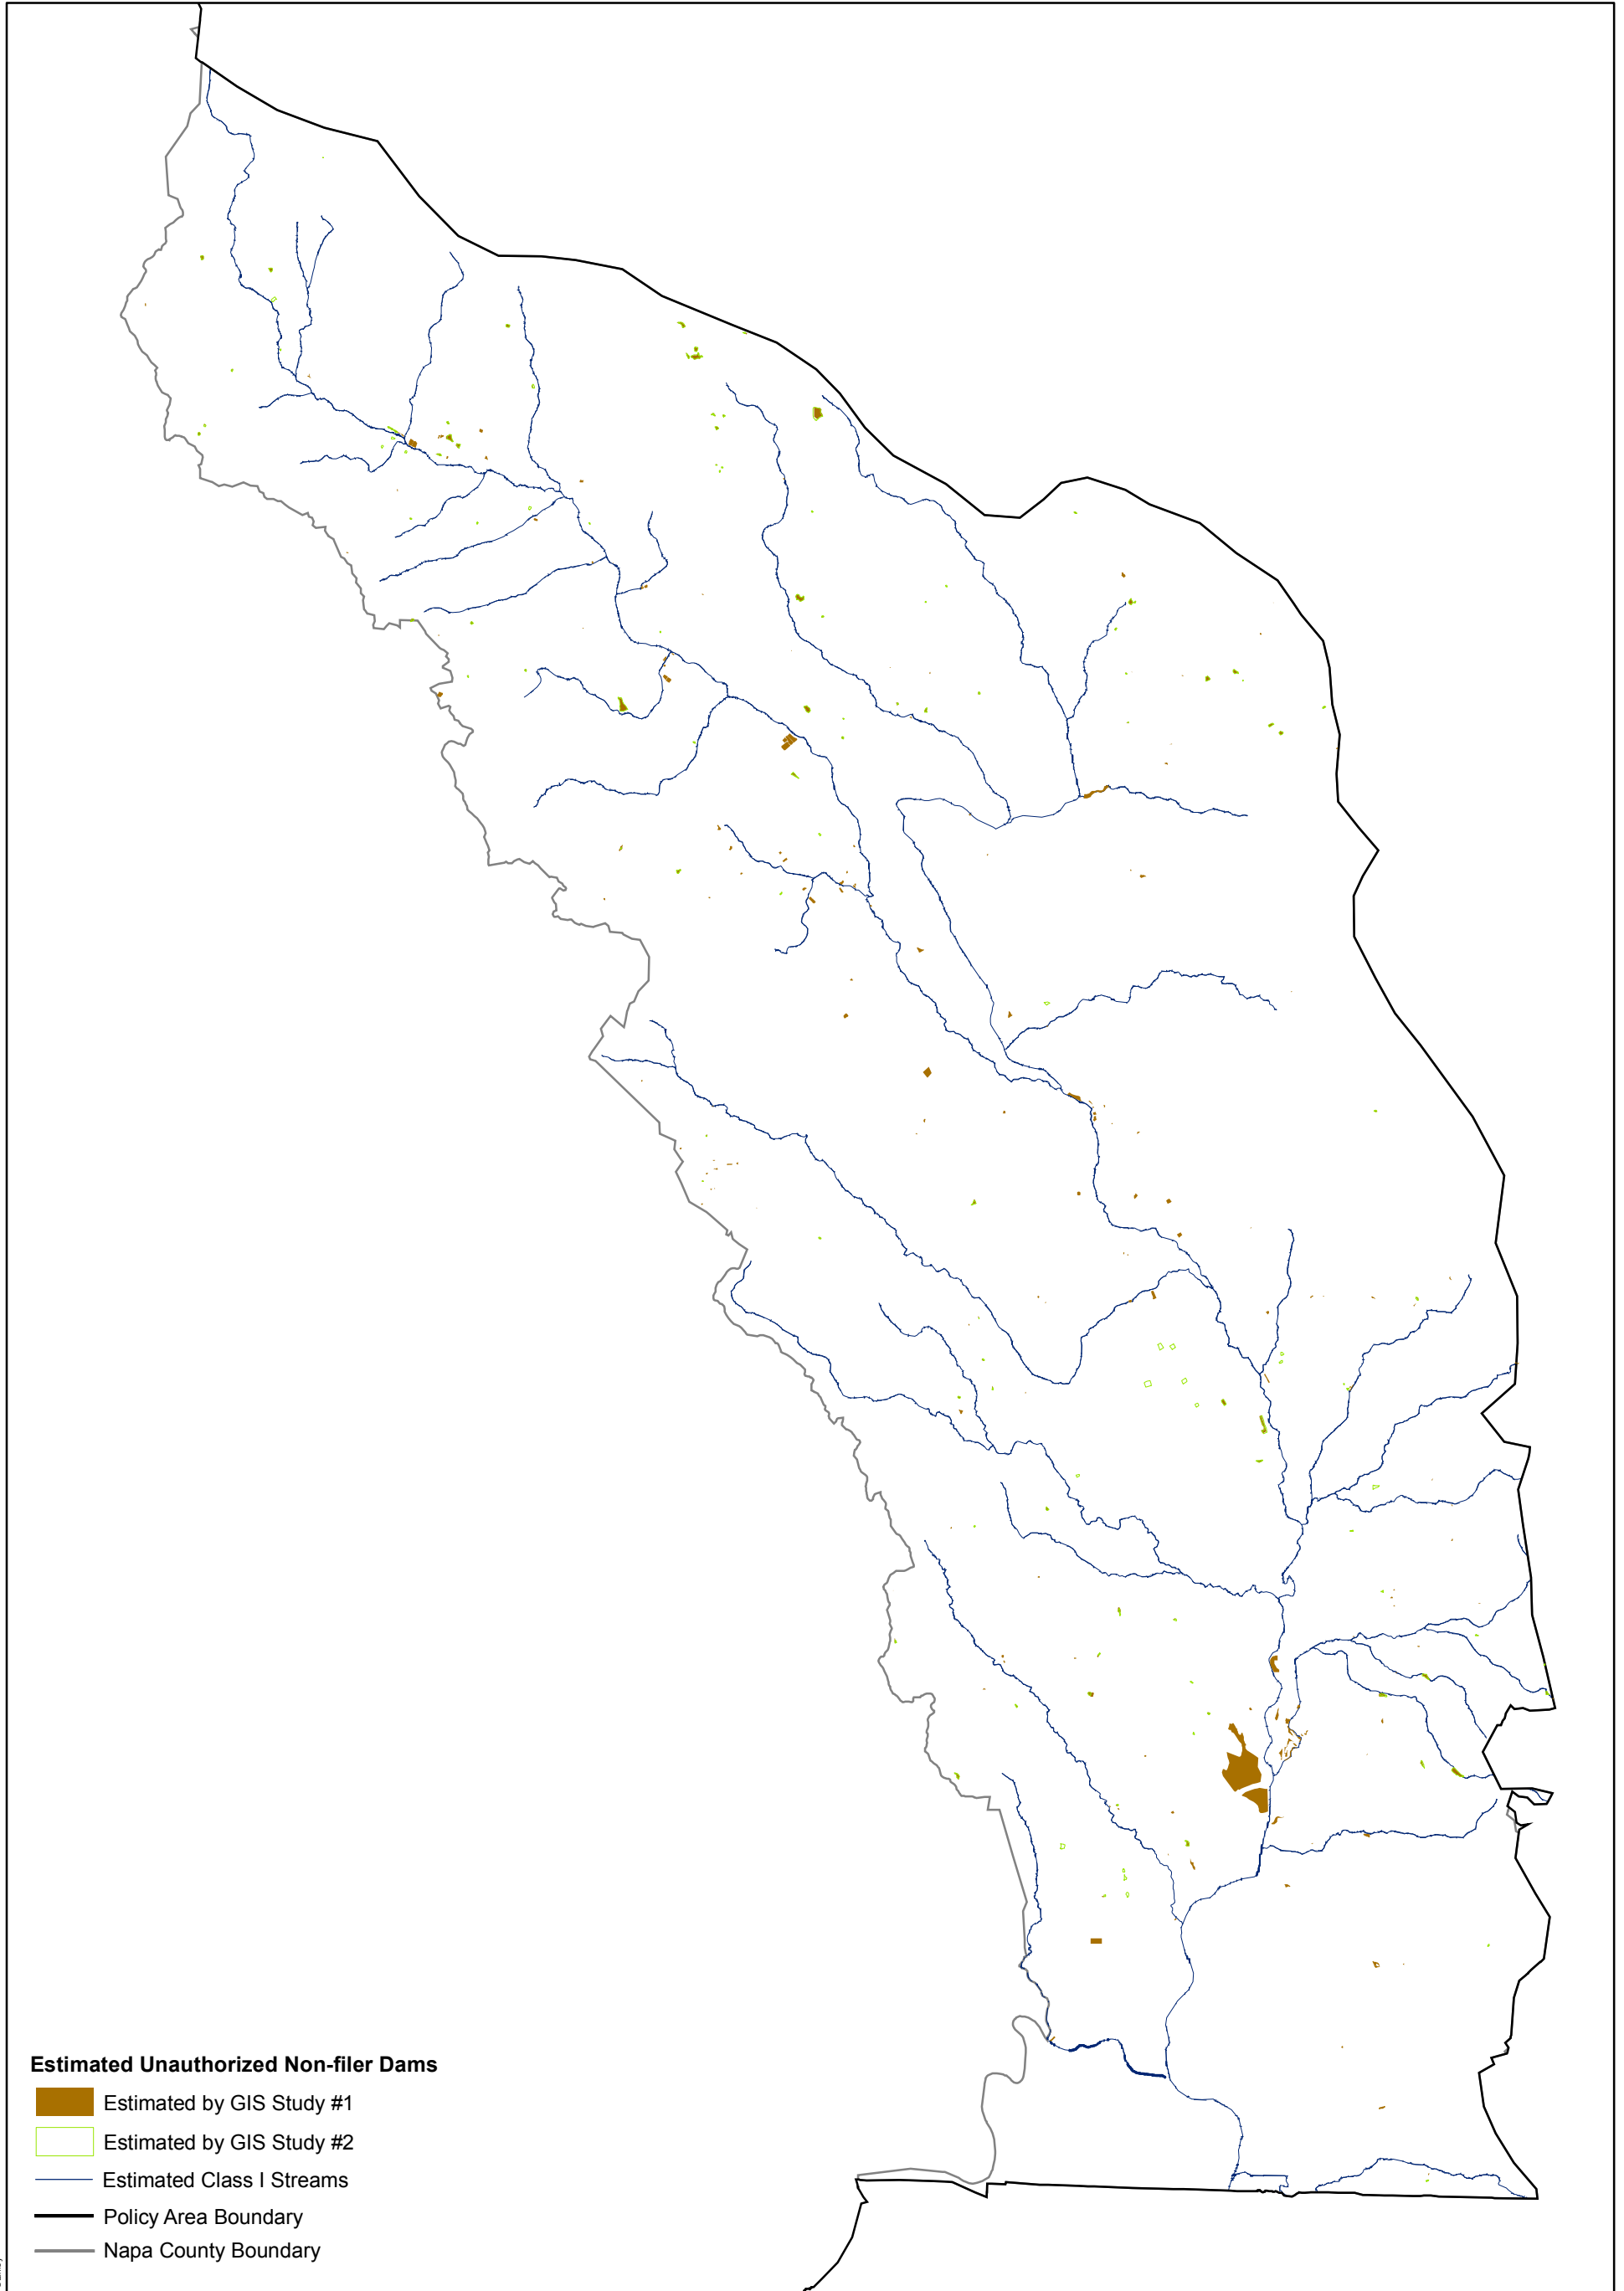 Estimated Unauthorized Non-filer Dams
Estimated by GIS Study #1
Estimated by GIS Study #2
Estimated Class I Streams
Policy Area Boundary
Napa County Boundary